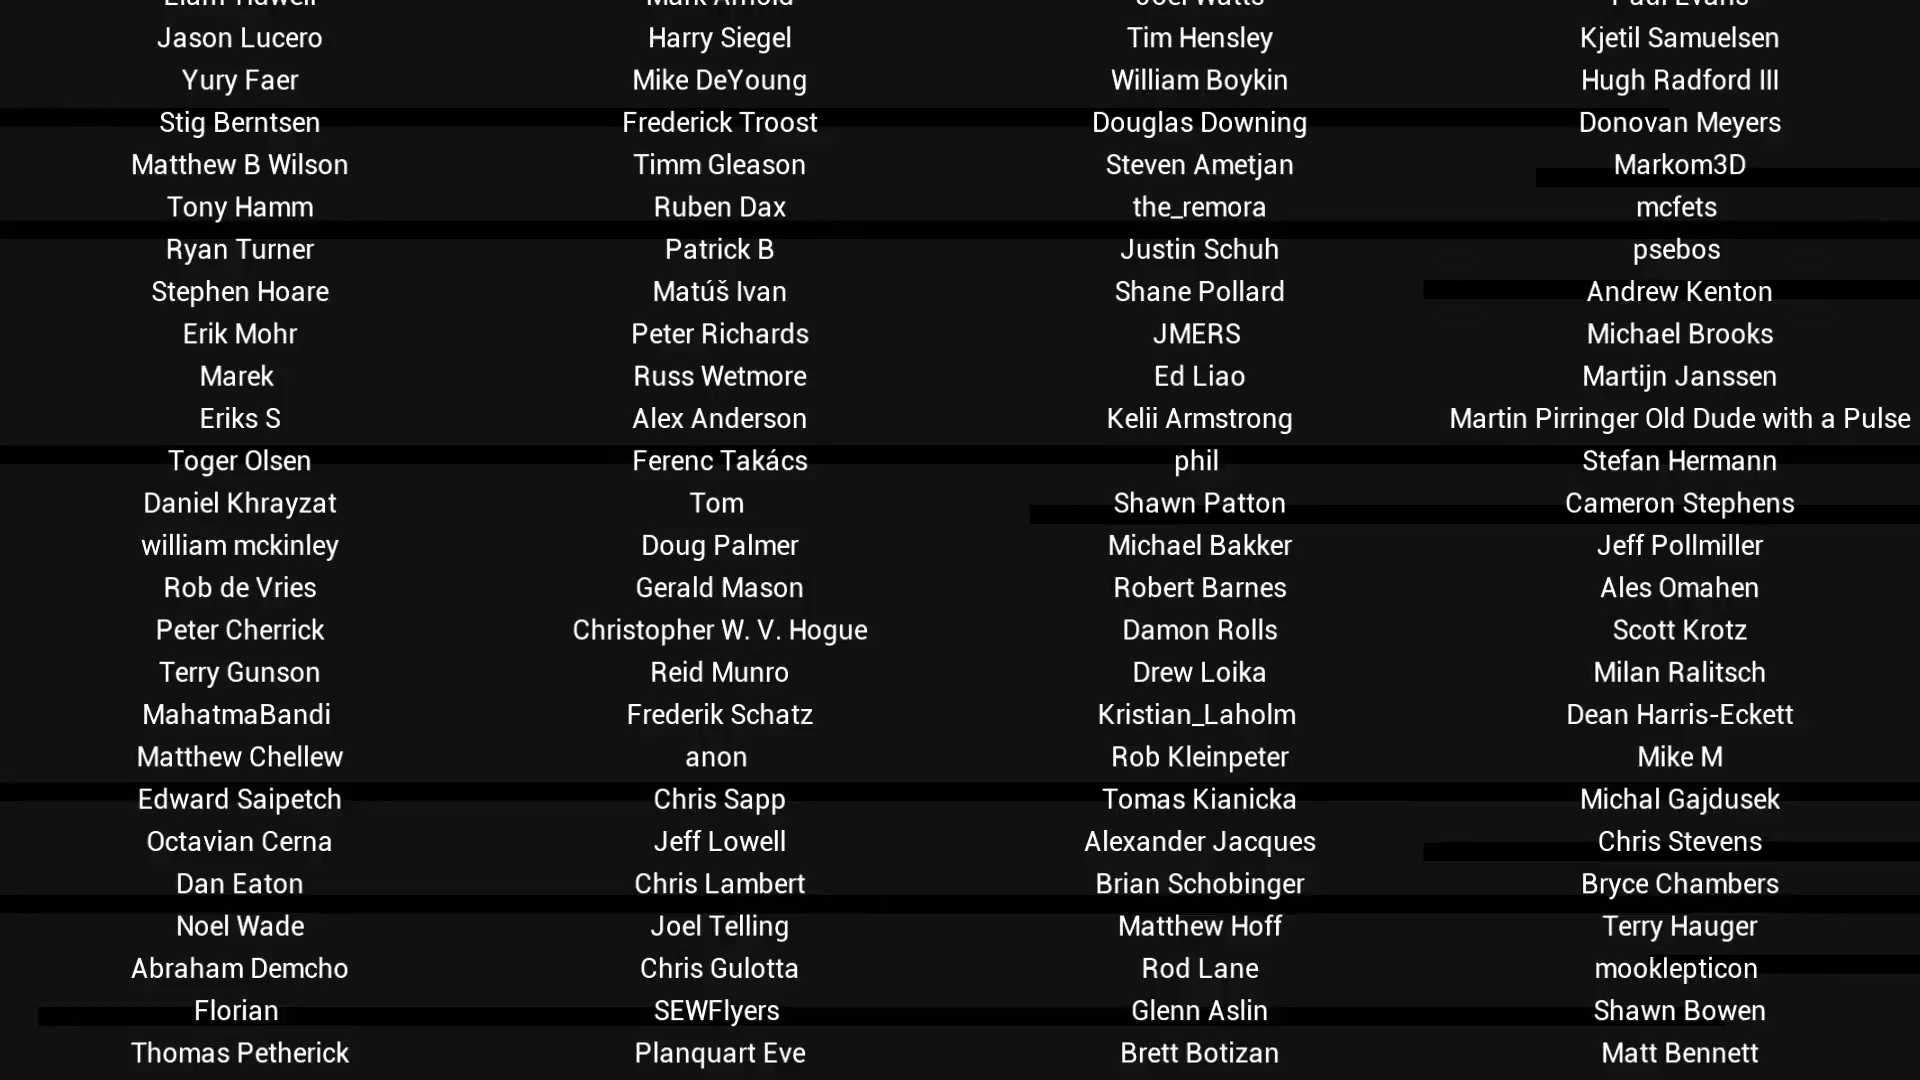 Liam Tidwell Mark Arnold Joel Watts Paul Evans
Jason Lucero Harry Siegel Tim Hensley Kjetil Samuelsen
Yury Faer Mike DeYoung William Boykin Hugh Radford III
Stig Berntsen Frederick Troost Douglas Downing Donovan Meyers
Matthew B Wilson Timm Gleason Steven Ametjan Markom3D
Tony Hamm Ruben Dax the_remora mcfets
Ryan Turner Patrick B Justin Schuh psebos
Stephen Hoare Matúš Ivan Shane Pollard Andrew Kenton
Erik Mohr Peter Richards JMERS Michael Brooks
Marek Russ Wetmore Ed Liao Martijn Janssen
Eriks S Alex Anderson Kelii Armstrong Martin Pirringer Old Dude with a Pulse
Toger Olsen Ferenc Takács phil Stefan Hermann
Daniel Khrayzat Tom Shawn Patton Cameron Stephens
william mckinley Doug Palmer Michael Bakker Jeff Pollmiller
Rob de Vries Gerald Mason Robert Barnes Ales Omahen
Peter Cherrick Christopher W. V. Hogue Damon Rolls Scott Krotz
Terry Gunson Reid Munro Drew Loika Milan Ralitsch
MahatmaBandi Frederik Schatz Kristian_Laholm Dean Harris-Eckett
Matthew Chellew anon Rob Kleinpeter Mike M
Edward Saipetch Chris Sapp Tomas Kianicka Michal Gajdusek
Octavian Cerna Jeff Lowell Alexander Jacques Chris Stevens
Dan Eaton Chris Lambert Brian Schobinger Bryce Chambers
Noel Wade Joel Telling Matthew Hoff Terry Hauger
Abraham Demcho Chris Gulotta Rod Lane mooklepticon
Florian SEWFlyers Glenn Aslin Shawn Bowen
Thomas Petherick Planquart Eve Brett Botizan Matt Bennett